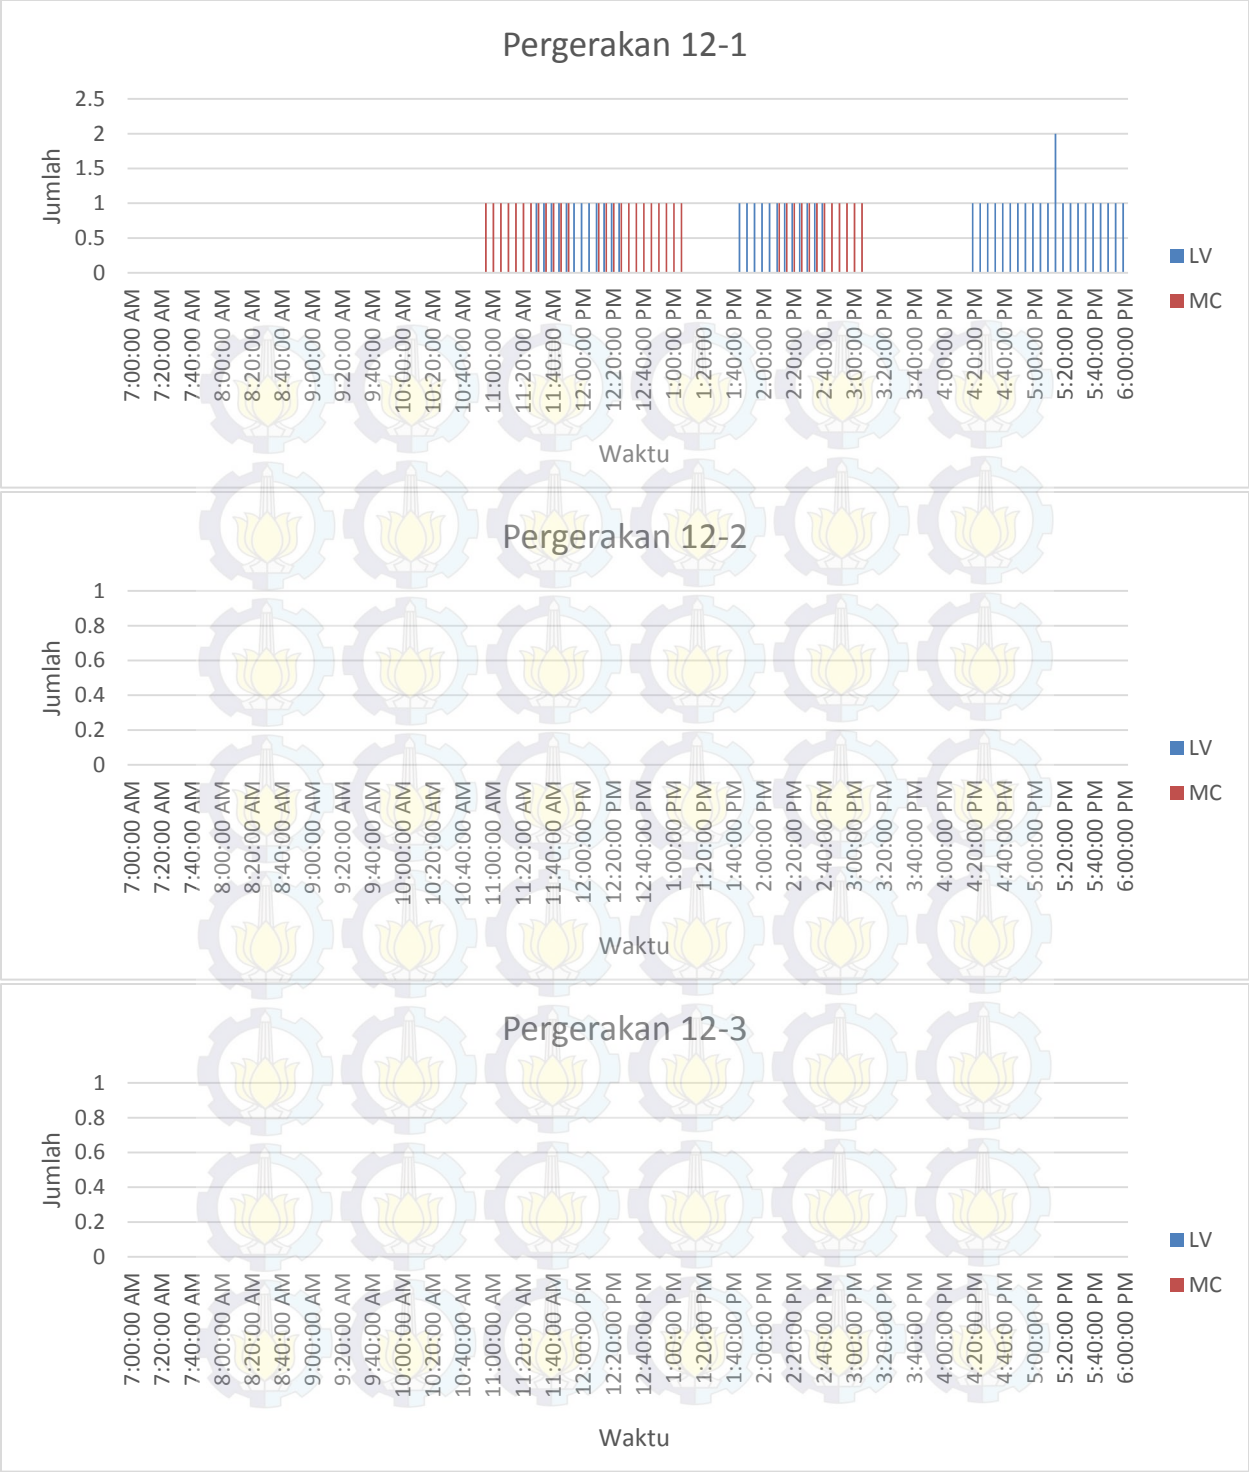 Pergerakan 12-1
2.5
2
1.5
1
0.5
0
Jumlah
7:00:00 AM
7:20:00 AM
7:40:00 AM
8:00:00 AM
8:20:00 AM
8:40:00 AM
9:00:00 AM
9:20:00 AM
9:40:00 AM
10:00:00 AM
10:20:00 AM
10:40:00 AM
11:00:00 AM
11:20:00 AM
11:40:00 AM
12:00:00 PM
12:20:00 PM
12:40:00 PM
1:00:00 PM
1:20:00 PM
1:40:00 PM
2:00:00 PM
2:20:00 PM
2:40:00 PM
3:00:00 PM
3:20:00 PM
3:40:00 PM
4:00:00 PM
4:20:00 PM
4:40:00 PM
5:00:00 PM
5:20:00 PM
5:40:00 PM
6:00:00 PM
Waktu
LV
MC
Pergerakan 12-2
1
0.8
0.6
0.4
0.2
0
Jumlah
7:00:00 AM
7:20:00 AM
7:40:00 AM
8:00:00 AM
8:20:00 AM
8:40:00 AM
9:00:00 AM
9:20:00 AM
9:40:00 AM
10:00:00 AM
10:20:00 AM
10:40:00 AM
11:00:00 AM
11:20:00 AM
11:40:00 AM
12:00:00 PM
12:20:00 PM
12:40:00 PM
1:00:00 PM
1:20:00 PM
1:40:00 PM
2:00:00 PM
2:20:00 PM
2:40:00 PM
3:00:00 PM
3:20:00 PM
3:40:00 PM
4:00:00 PM
4:20:00 PM
4:40:00 PM
5:00:00 PM
5:20:00 PM
5:40:00 PM
6:00:00 PM
Waktu
LV
MC
Pergerakan 12-3
1
0.8
0.6
0.4
0.2
0
Jumlah
7:00:00 AM
7:20:00 AM
7:40:00 AM
8:00:00 AM
8:20:00 AM
8:40:00 AM
9:00:00 AM
9:20:00 AM
9:40:00 AM
10:00:00 AM
10:20:00 AM
10:40:00 AM
11:00:00 AM
11:20:00 AM
11:40:00 AM
12:00:00 PM
12:20:00 PM
12:40:00 PM
1:00:00 PM
1:20:00 PM
1:40:00 PM
2:00:00 PM
2:20:00 PM
2:40:00 PM
3:00:00 PM
3:20:00 PM
3:40:00 PM
4:00:00 PM
4:20:00 PM
4:40:00 PM
5:00:00 PM
5:20:00 PM
5:40:00 PM
6:00:00 PM
Waktu
LV
MC